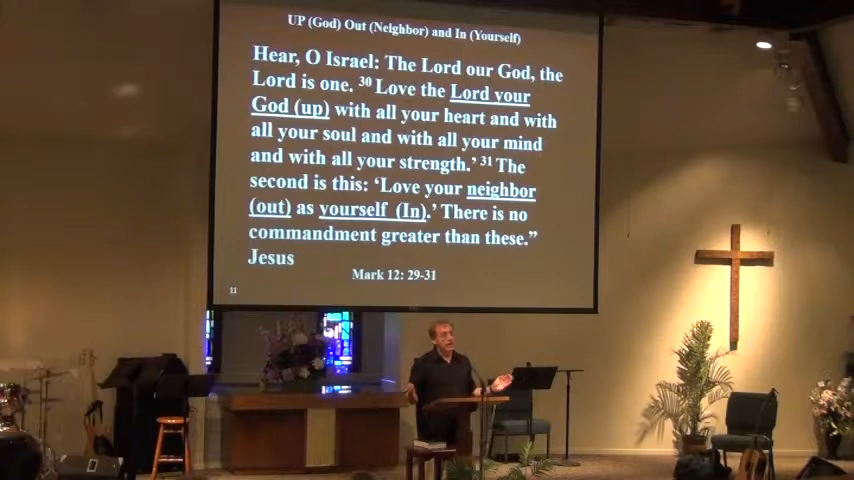 UP (God) Out (Neighbor) and In (Yourself)
Hear, O Israel: The Lord our God, the
Lord is one. 30 Love the Lord your
God (up) with all your heart and with
all your soul and with all your mind
and with all your strength.’ 31 The
second is this: ‘Love your neighbor
(out) as yourself (In).’ There is no
commandment greater than these.”
Jesus
Mark 12: 29-31
11